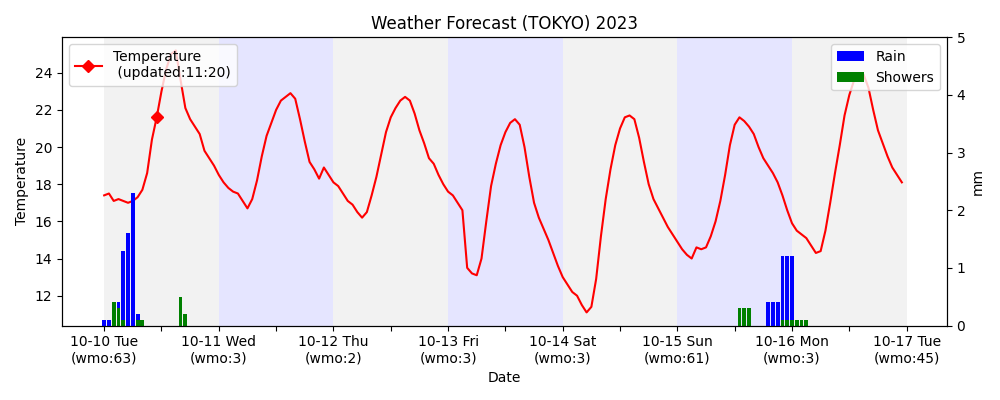 Weather Forecast (TOKYO) 2023
Temperature
(updated:11:20)
Rain
Showers
Temperature
24
22
20
18
16
14
12
5
4
3
2
1
0
mm
10-10 Tue
(wmo:63)
10-11 Wed
(wmo:3)
10-12 Thu
(wmo:2)
10-13 Fri
(wmo:3)
10-14 Sat
(wmo:3)
10-15 Sun
(wmo:61)
10-16 Mon
(wmo:3)
10-17 Tue
(wmo:45)
Date